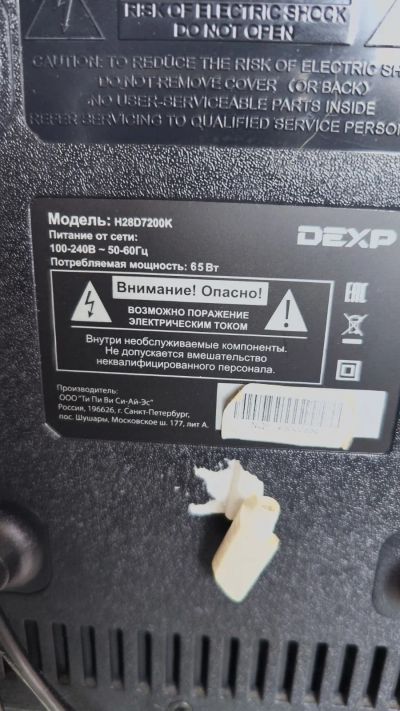 RISK OF ELECTRIC SHOCK
DO NOT OPEN
CAUTION: TO REDUCE THE RISK OF ELECTRIC SH
DO NOT REMOVE COVER (OR BACK)
NO USER-SERVICEABLE PARTS INSIDE
REFER SERVICING TO QUALIFIED SERVICE PERSON
Модель: H28D7200K
DEXP
Питание от сети:
100-240В ~ 50-60Гц
Потребляемая мощность: 65 Вт
Внимание! Опасно!
ВОЗМОЖНО ПОРАЖЕНИЕ
ЭЛЕКТРИЧЕСКИМ ТОКОМ
Внутри необслуживаемые компоненты.
Не допускается вмешательство
неквалифицированного персонала.
EAC
Производитель:
ООО "Ти Пи Ви Си-Ай-Эс"
Россия, 196626, г. Санкт-Петербург,
пос. Шушары, Московское ш. 177, лит А.